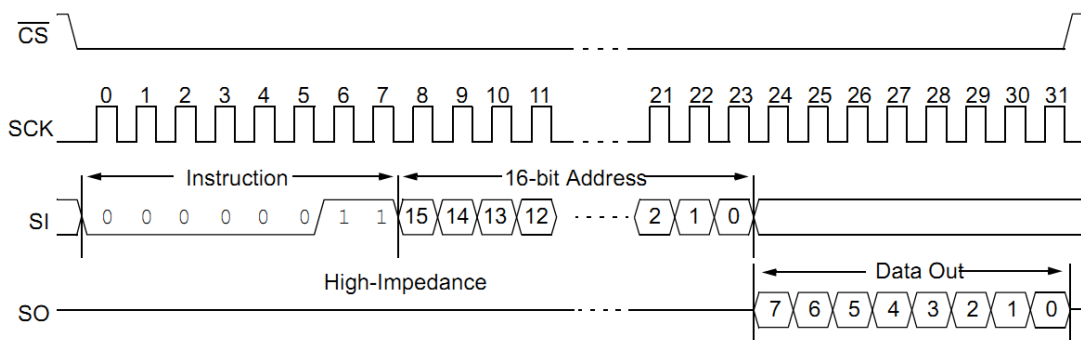 CS
0 1 2 3 4 5 6 7 8 9 10 11 21 22 23 24 25 26 27 28 29 30 31
SCK
Instruction 16-bit Address
SI 0 0 0 0 0 0 1 1 15 14 13 12 2 1 0
High-Impedance Data Out
SO 7 6 5 4 3 2 1 0